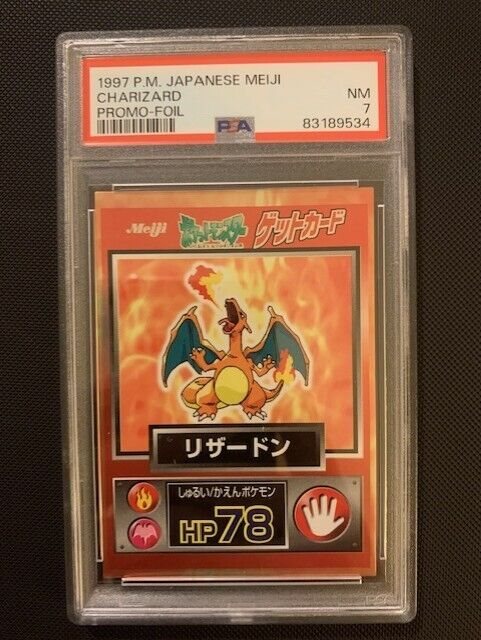 1997 P.M. JAPANESE MEIJI
CHARIZARD
NM
PROMO-FOIL
7
PSA
83189534
Meiji
ポケットモンスター
ゲットカード
リザードン
しゅるい/かえんポケモン
HP78